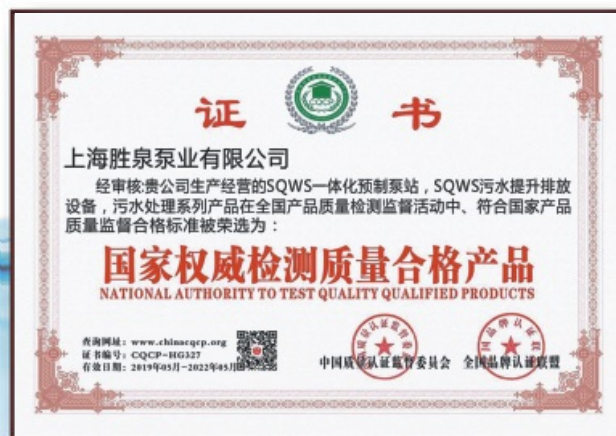 证 书
上海胜泉泵业有限公司
经审核:贵公司生产经营的SQWS一体化预制泵站，SQWS污水提升排放
设备，污水处理系列产品在全国产品质量检测监督活动中、符合国家产品
质量监督合格标准被荣选为：
国家权威检测质量合格产品
NATIONAL AUTHORITY TO TEST QUALITY QUALIFIED PRODUCTS
查询网址：www.chinacqcp.org
证书编号：CQCP-HG327
有效日期：2019年05月-2022年05月
中国质量认证监督委员会 全国品牌认证联盟